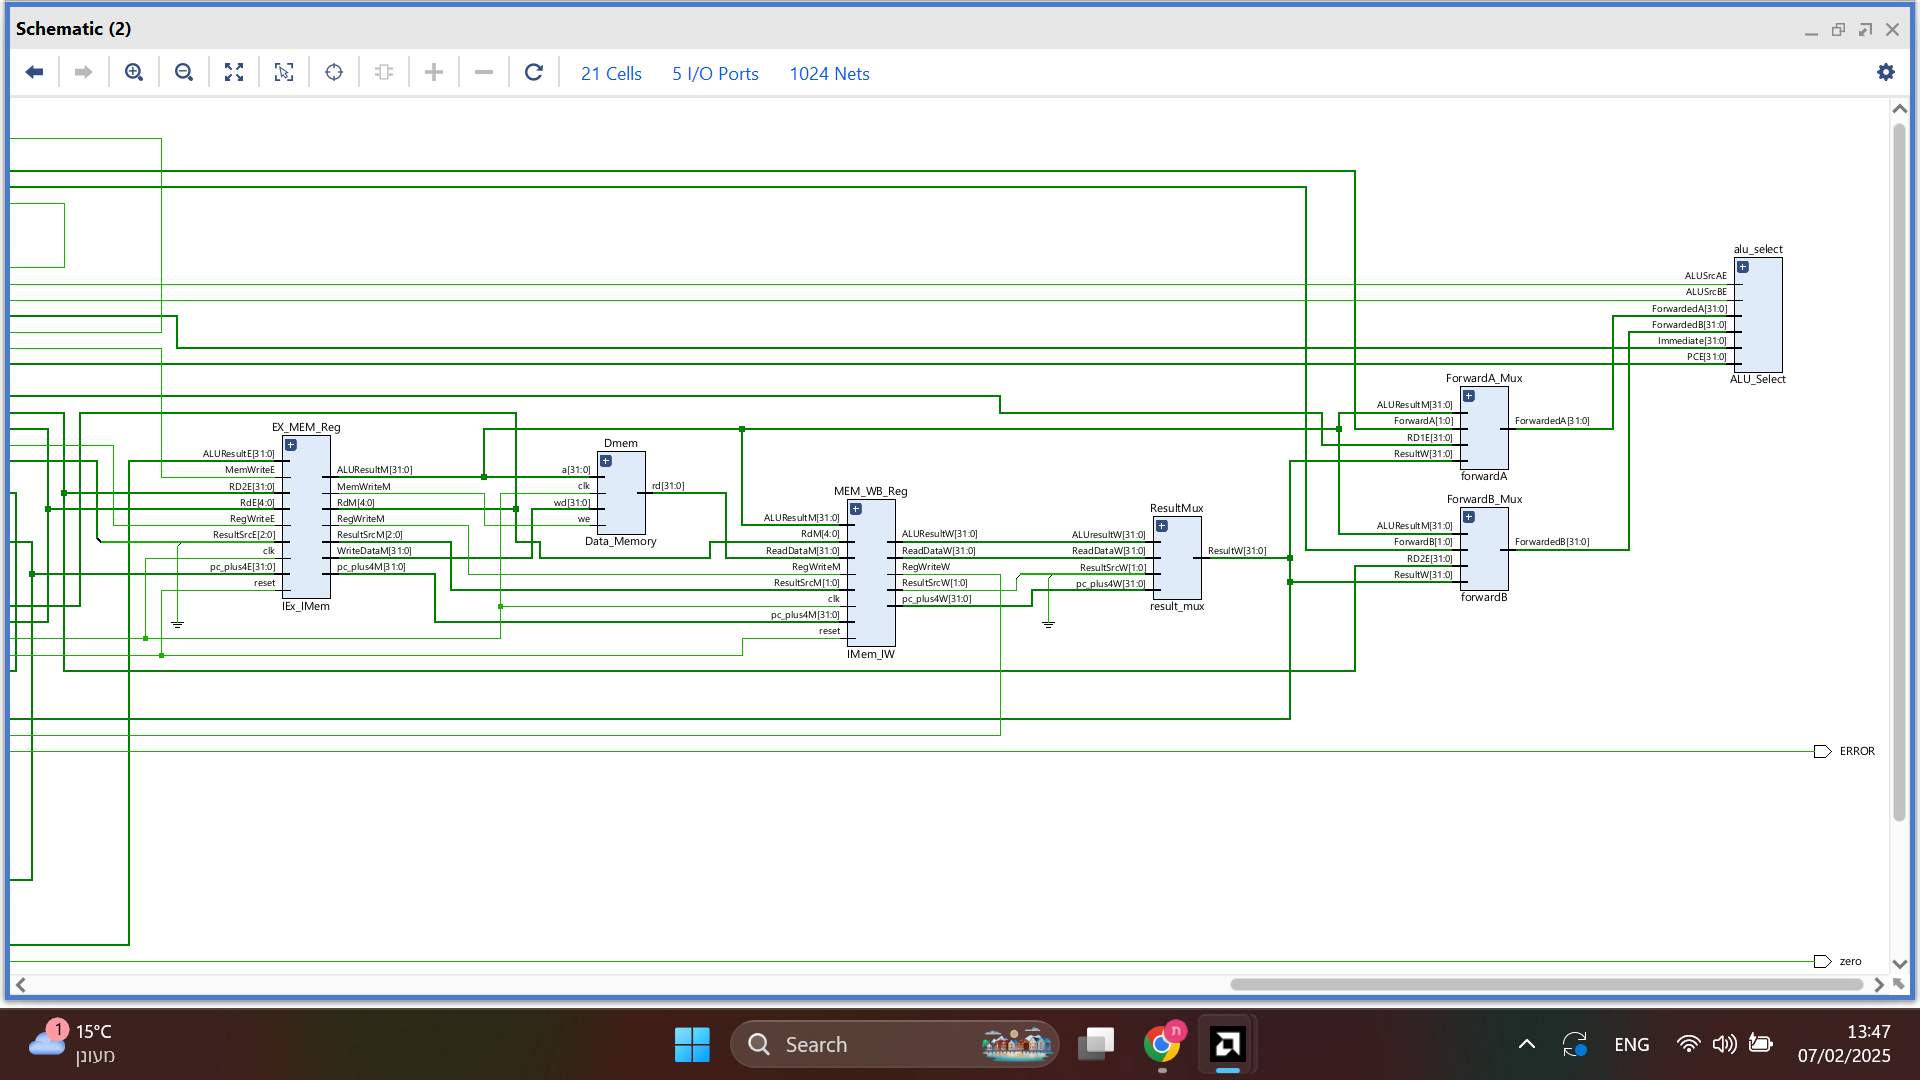 Schematic (2)
21 Cells
5 I/O Ports
1024 Nets
alu_select
ALUSrcAE
ALUSrcBE
ForwardedA[31:0]
ForwardedB[31:0]
Immediate[31:0]
PCE[31:0]
ALU_Select
ForwardA_Mux
ALUResultM[31:0]
ForwardA[1:0]
RD1E[31:0]
ResultW[31:0]
ForwardedA[31:0]
forwardA
EX_MEM_Reg
ALUResultE[31:0]
MemWriteE
RD2E[31:0]
RdE[4:0]
RegWriteE
ResultSrcE[2:0]
clk
pc_plus4E[31:0]
reset
ALUResultM[31:0]
MemWriteM
RdM[4:0]
RegWriteM
ResultSrcM[2:0]
WriteDataM[31:0]
pc_plus4M[31:0]
IEx_IMem
Dmem
a[31:0]
clk
wd[31:0]
we
rd[31:0]
Data_Memory
MEM_WB_Reg
ALUResultM[31:0]
RdM[4:0]
ReadDataM[31:0]
RegWriteM
ResultSrcM[1:0]
clk
pc_plus4M[31:0]
reset
ALUResultW[31:0]
ReadDataW[31:0]
RegWriteW
ResultSrcW[1:0]
pc_plus4W[31:0]
IMem_IW
ResultMux
ALUresultW[31:0]
ReadDataW[31:0]
ResultSrcW[1:0]
pc_plus4W[31:0]
ResultW[31:0]
result_mux
ForwardB_Mux
ALUResultM[31:0]
ForwardB[1:0]
RD2E[31:0]
ResultW[31:0]
ForwardedB[31:0]
forwardB
ERROR
zero
1
15°C
מעונן
Search
ח
ENG
13:47
07/02/2025